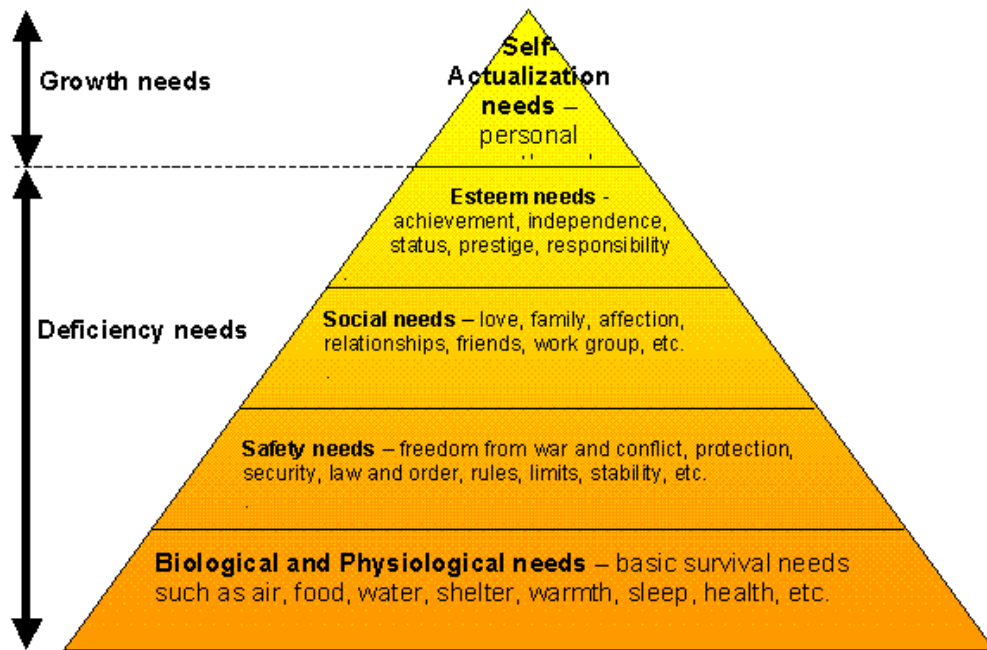 Growth needs
Self-
Actualization
needs –
personal
Esteem needs -
achievement, independence,
status, prestige, responsibility
Deficiency needs
Social needs – love, family, affection,
relationships, friends, work group, etc.
Safety needs – freedom from war and conflict, protection,
security, law and order, rules, limits, stability, etc.
Biological and Physiological needs – basic survival needs
such as air, food, water, shelter, warmth, sleep, health, etc.